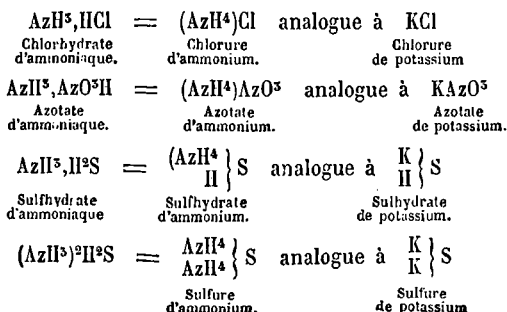 AzH³,HCl = (AzH⁴)Cl analogue à KCl
Chlorhydrate d'ammoniaque. Chlorure d'ammonium. Chlorure de potassium
AzH³,AzO³H = (AzH⁴)AzO³ analogue à KAzO³
Azotate d'ammoniaque. Azotate d'ammonium. Azotate de potassium.
AzH³,H²S = (AzH⁴ H } S analogue à K H } S
Sulfhydrate d'ammoniaque Sulfhydrate d'ammonium. Sulhydrate de potassium.
(AzH³)²H²S = AzH⁴ AzH⁴ } S analogue à K K } S
Sulfure d'ammonium. Sulfure de potassium